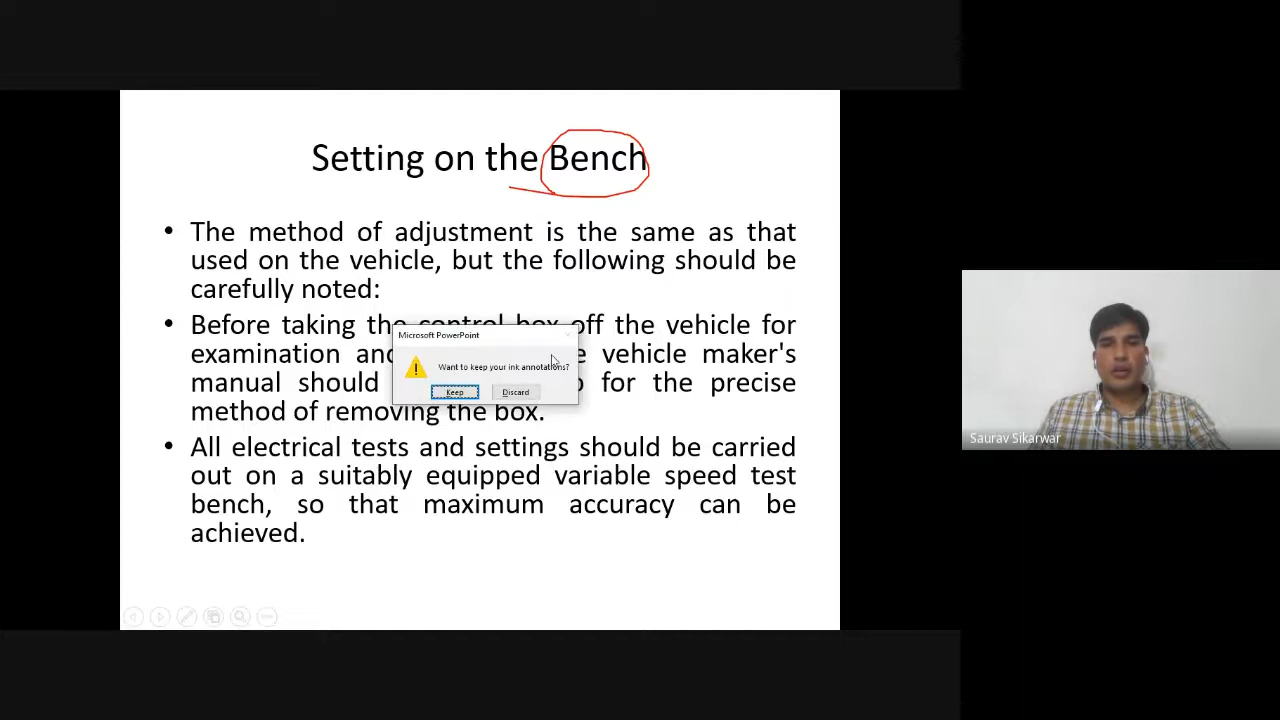 Setting on the Bench
• The method of adjustment is the same as that
used on the vehicle, but the following should be
carefully noted:
• Before taking the control box off the vehicle for
examination and vehicle maker's
manual should for the precise
method of removing the box.
• All electrical tests and settings should be carried
out on a suitably equipped variable speed test
bench, so that maximum accuracy can be
achieved.
Microsoft PowerPoint
Want to keep your ink annotations?
Keep Discard
Saurav Sikarwar